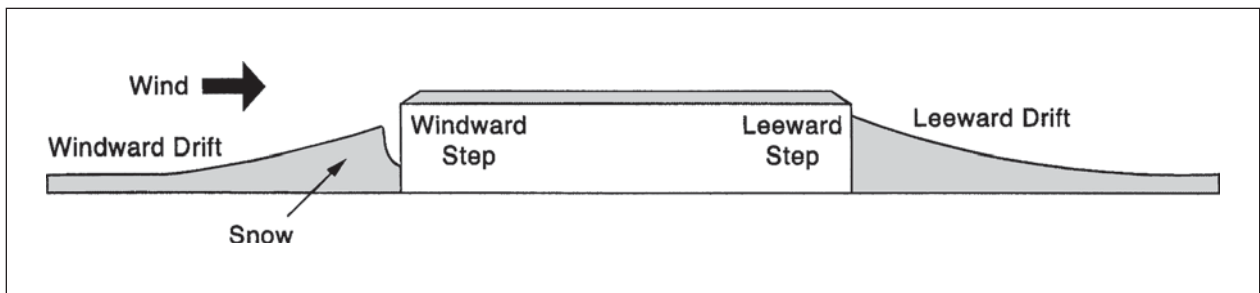 Wind
Windward Drift
Windward
Step
Leeward
Step
Leeward Drift
Snow